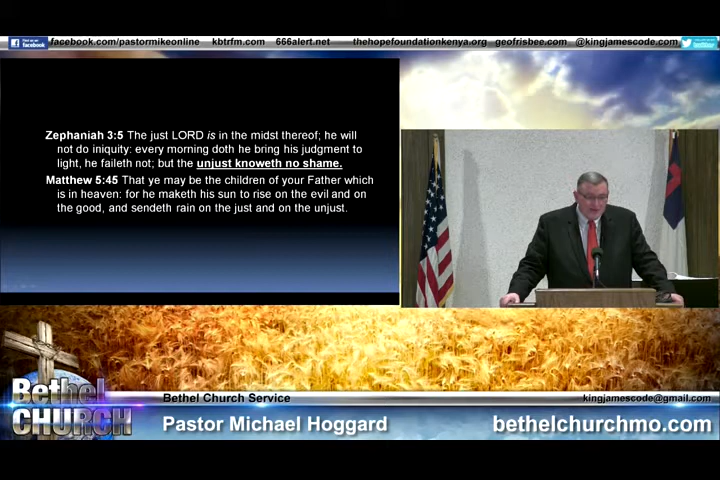 Find us on facebook facebook.com/pastormikeonline kbtrfm.com 666alert.net thehopefoundationkenya.org geofrisbee.com @kingjamescode.com twitter
Zephaniah 3:5 The just LORD is in the midst thereof; he will
not do iniquity: every morning doth he bring his judgment to
light, he faileth not; but the unjust knoweth no shame.
Matthew 5:45 That ye may be the children of your Father which
is in heaven: for he maketh his sun to rise on the evil and on
the good, and sendeth rain on the just and on the unjust.
Bethel
CHURCH
Bethel Church Service kingjamescode@gmail.com
Pastor Michael Hoggard bethelchurchmo.com